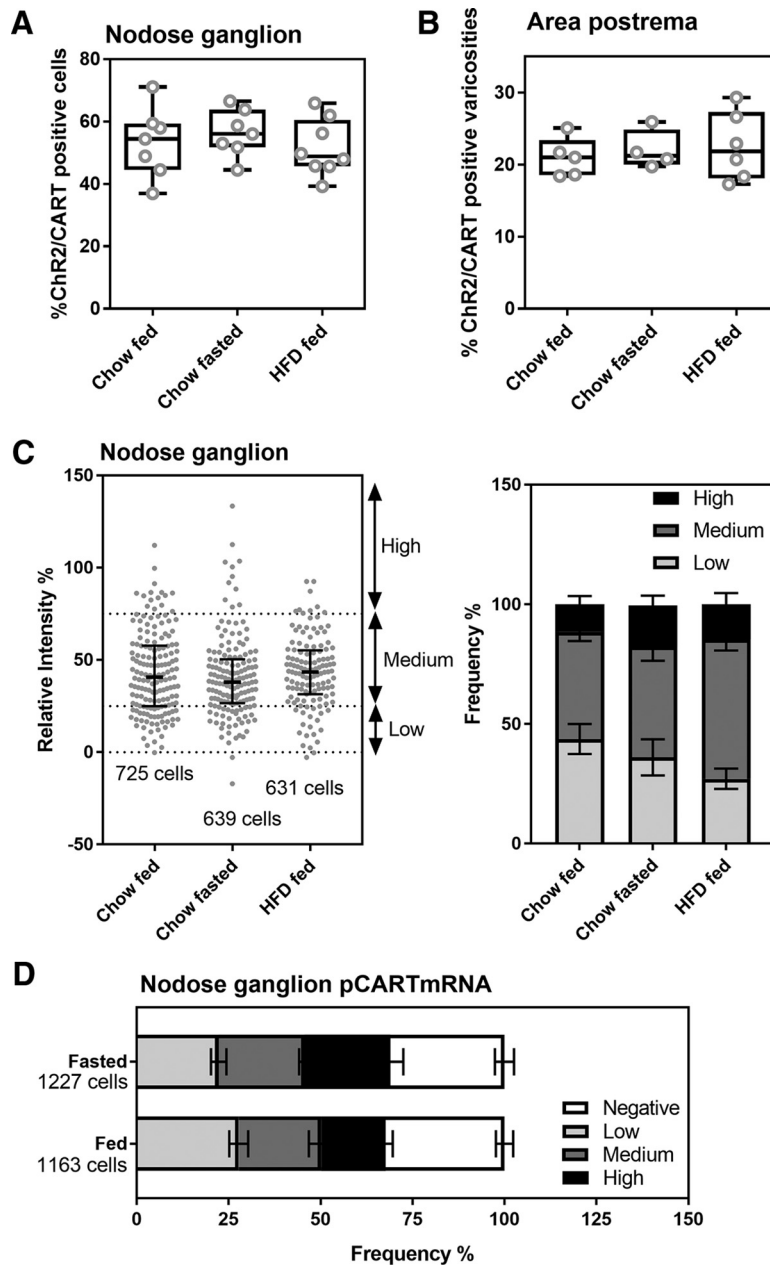 A
Nodose ganglion
%ChR2/CART positive cells
80
60
40
20
0
Chow fed
Chow fasted
HFD fed
B
Area postrema
% ChR2/CART positive varicosities
30
20
10
0
Chow fed
Chow fasted
HFD fed
C
Nodose ganglion
Relative Intensity %
150
100
50
0
-50
High
Medium
Low
725 cells
639 cells
631 cells
Chow fed
Chow fasted
HFD fed
Frequency %
150
100
50
0
High
Medium
Low
Chow fed
Chow fasted
HFD fed
D
Nodose ganglion pCARTmRNA
Fasted
1227 cells
Fed
1163 cells
Negative
Low
Medium
High
0 25 50 75 100 125 150
Frequency %